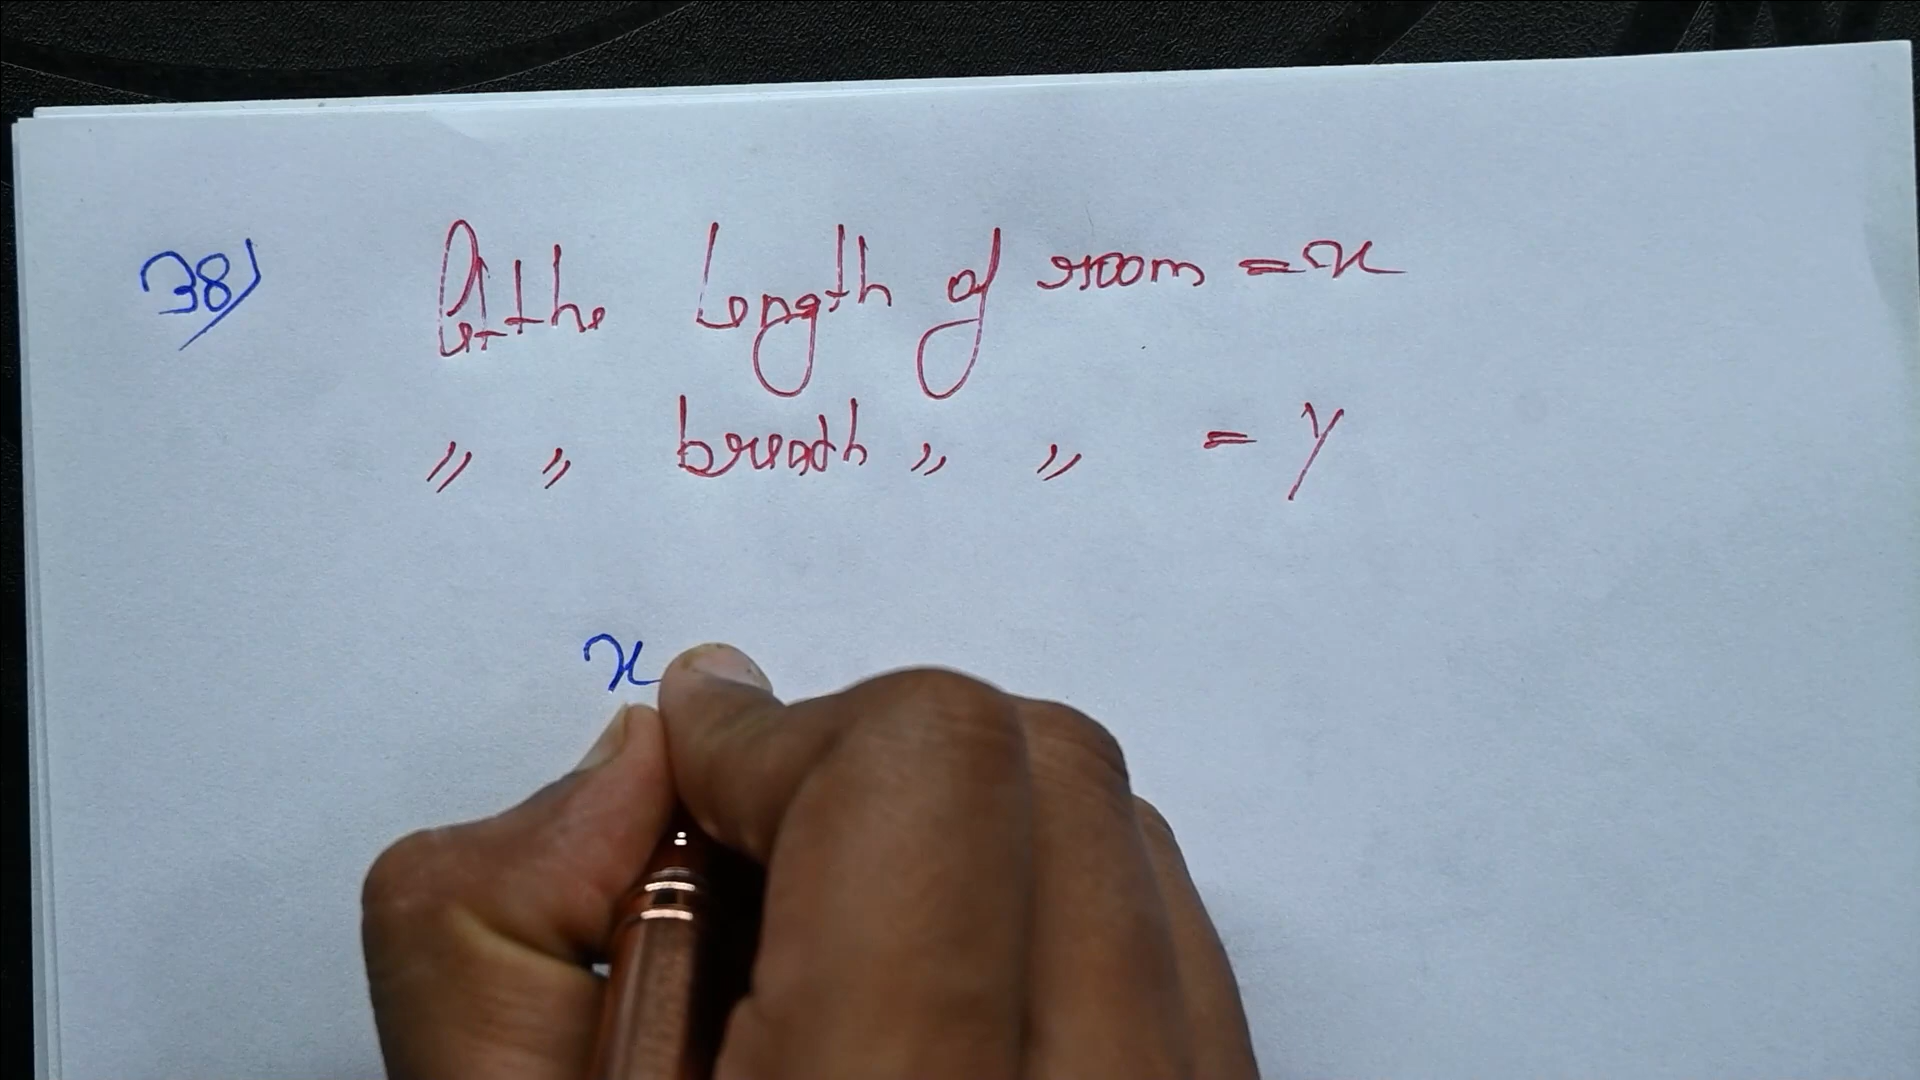 38) Let the length of room = x
" " breath " " = y
x